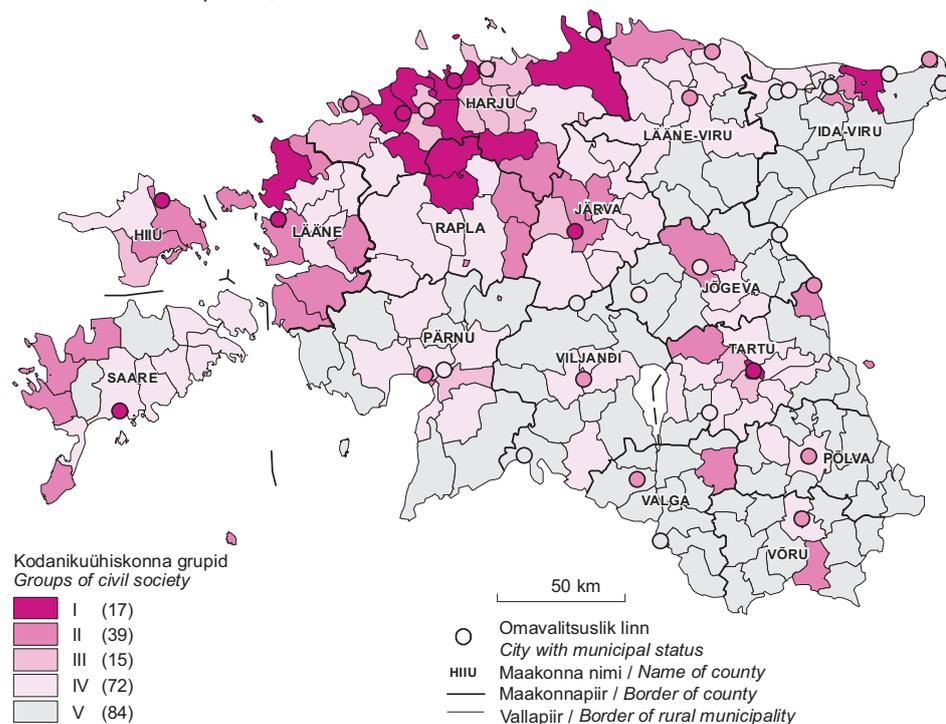 HARJU
LÄÄNE-VIRU
IDA-VIRU
HIIU
LÄÄNE
RAPLA
JÄRVA
JÕGEVA
SAARE
PÄRNU
VILJANDI
TARTU
PÕLVA
VALGA
VÕRU
Kodanikuühiskonna grupid
Groups of civil society
I (17)
II (39)
III (15)
IV (72)
V (84)
50 km
Omavalitsuslik linn
City with municipal status
HIIU Maakonna nimi / Name of county
Maakonnapiir / Border of county
Vallapiir / Border of rural municipality